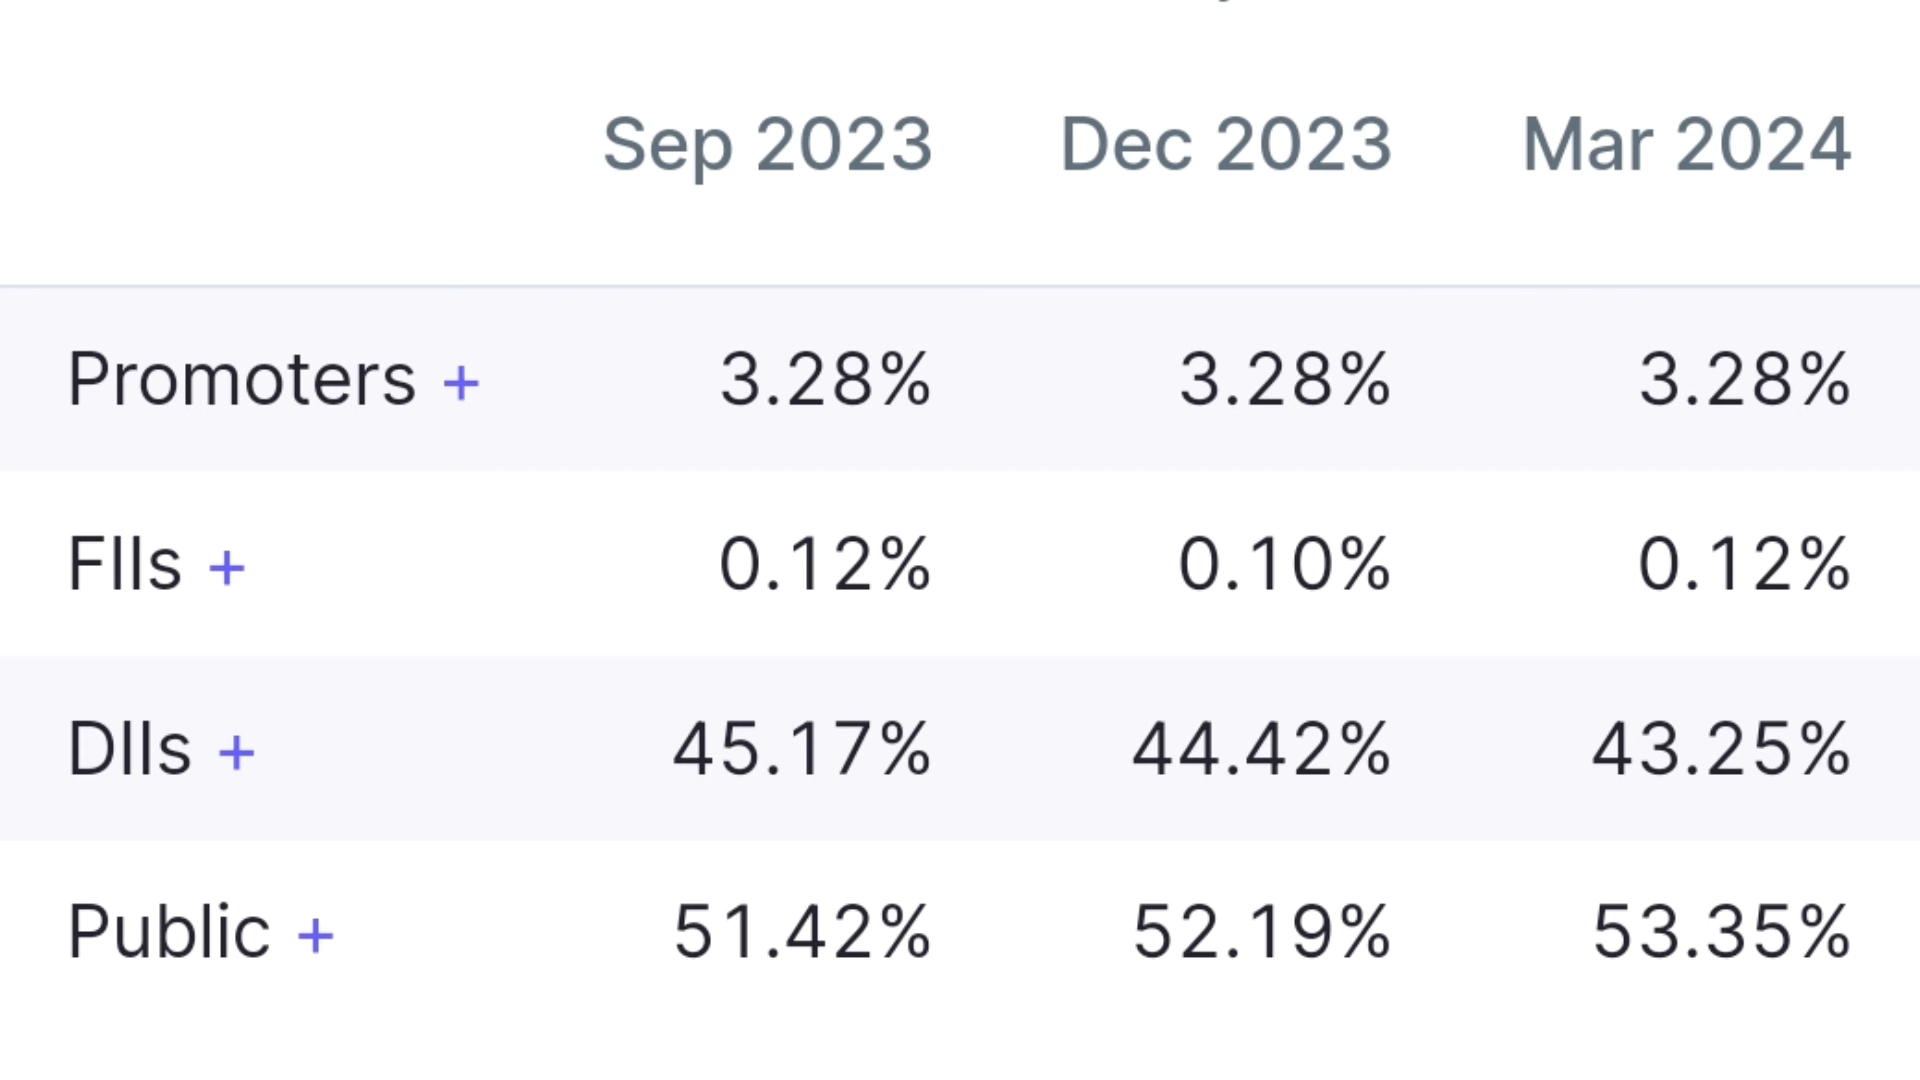 Sep 2023 Dec 2023 Mar 2024
Promoters + 3.28% 3.28% 3.28%
FIIs + 0.12% 0.10% 0.12%
DIIs + 45.17% 44.42% 43.25%
Public + 51.42% 52.19% 53.35%